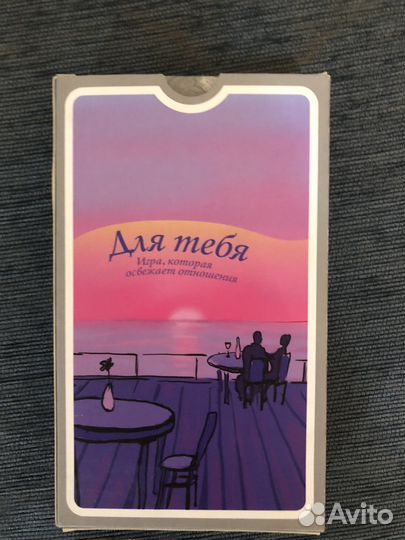 Для тебя
Игра, которая
освежает отношения
Avito